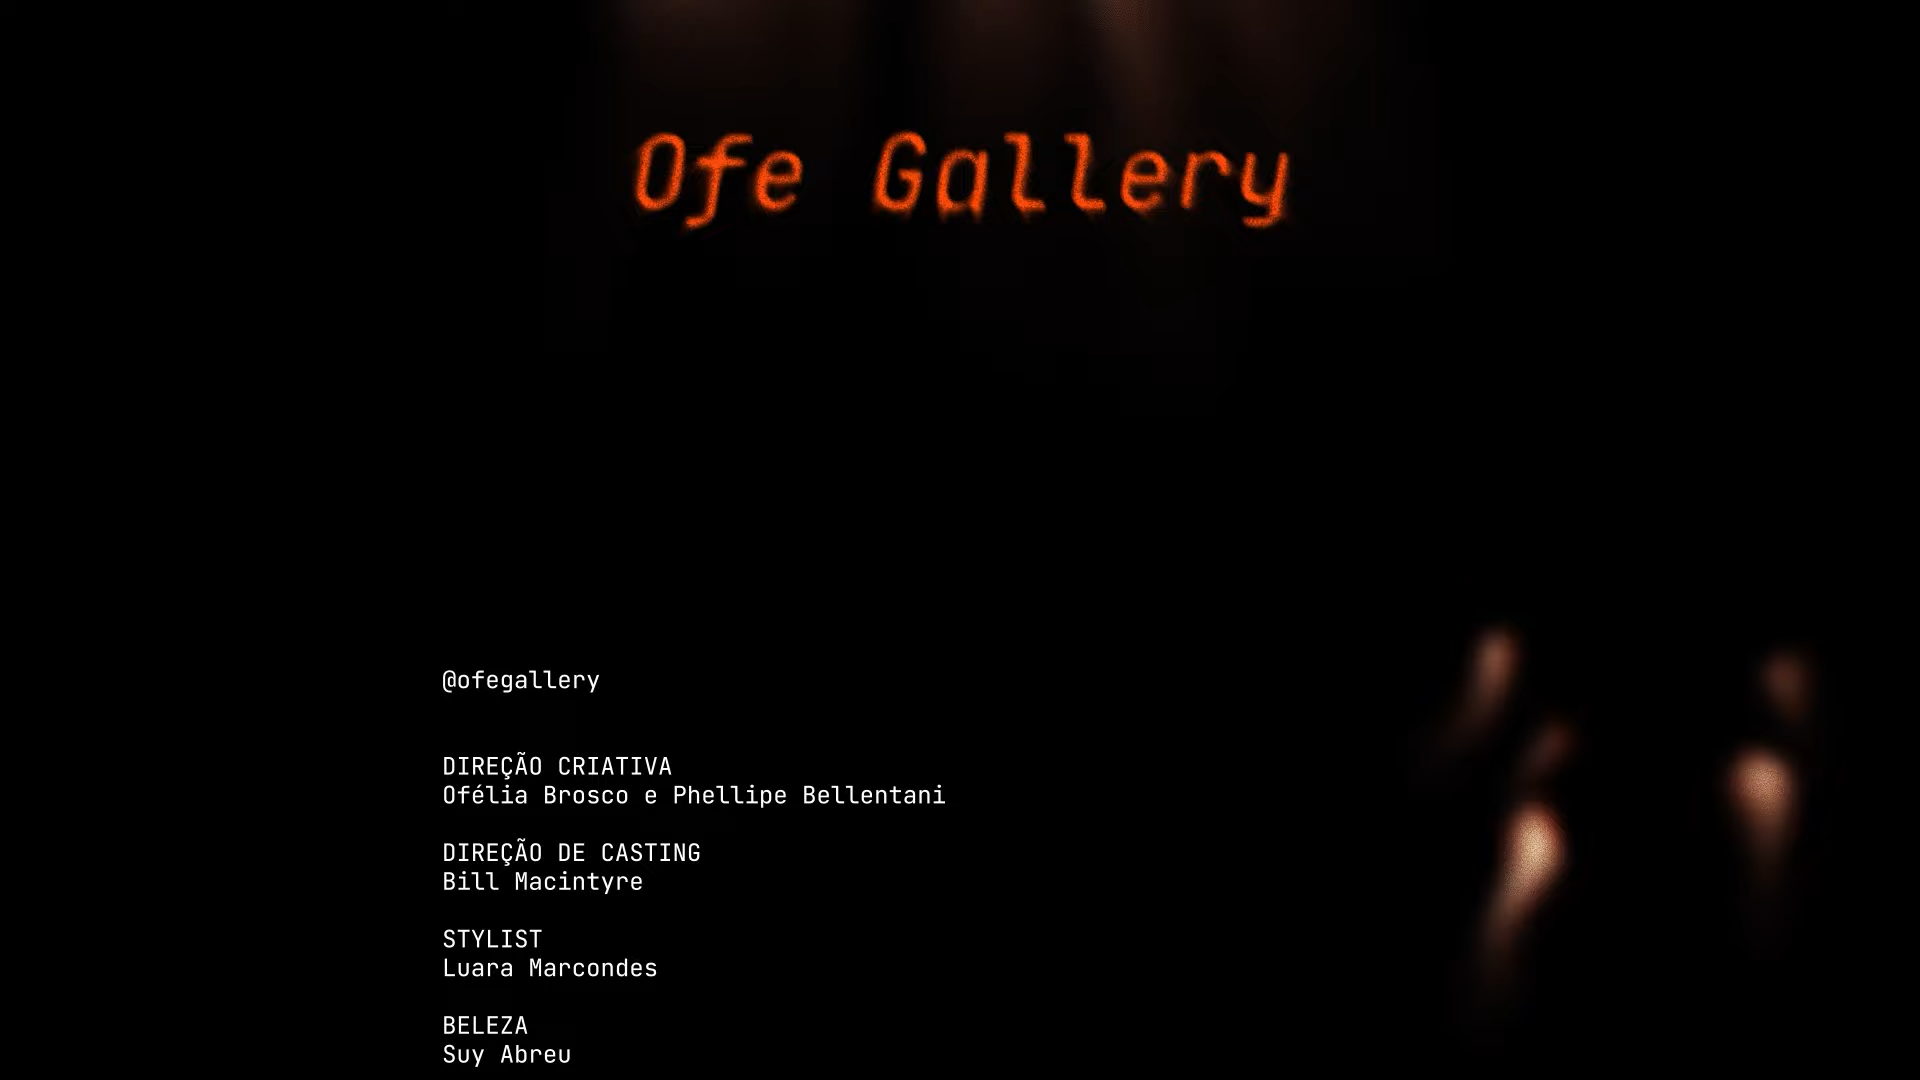 Ofe Gallery
@ofegallery
DIREÇÃO CRIATIVA
Ofélia Brosco e Phellipe Bellentani
DIREÇÃO DE CASTING
Bill Macintyre
STYLIST
Luara Marcondes
BELEZA
Suy Abreu